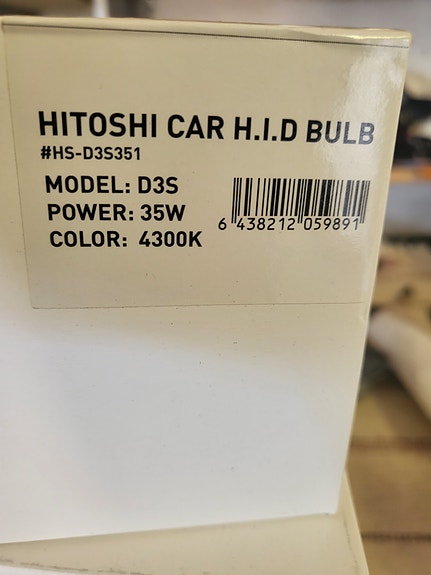 HITOSHI CAR H.I.D BULB
#HS-D3S351
MODEL: D3S
POWER: 35W
COLOR: 4300K
6 438212 059891